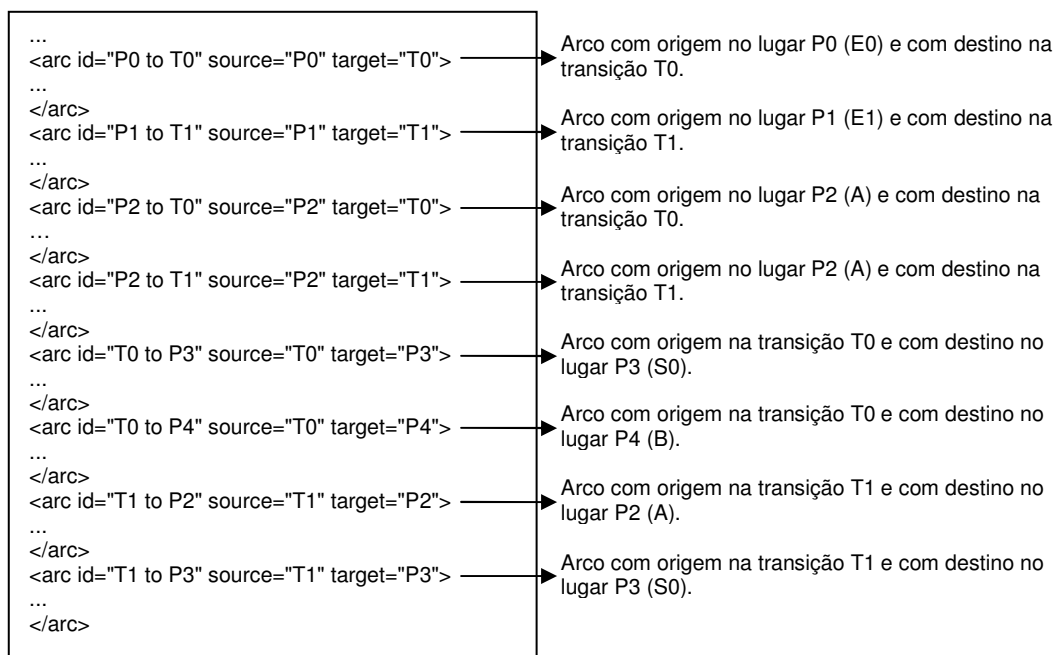 ...
<arc id="P0 to T0" source="P0" target="T0">
...
</arc>
<arc id="P1 to T1" source="P1" target="T1">
...
</arc>
<arc id="P2 to T0" source="P2" target="T0">
...
</arc>
<arc id="P2 to T1" source="P2" target="T1">
...
</arc>
<arc id="T0 to P3" source="T0" target="P3">
...
</arc>
<arc id="T0 to P4" source="T0" target="P4">
...
</arc>
<arc id="T1 to P2" source="T1" target="P2">
...
</arc>
<arc id="T1 to P3" source="T1" target="P3">
...
</arc>
Arco com origem no lugar P0 (E0) e com destino na
transição T0.
Arco com origem no lugar P1 (E1) e com destino na
transição T1.
Arco com origem no lugar P2 (A) e com destino na
transição T0.
Arco com origem no lugar P2 (A) e com destino na
transição T1.
Arco com origem na transição T0 e com destino no
lugar P3 (S0).
Arco com origem na transição T0 e com destino no
lugar P4 (B).
Arco com origem na transição T1 e com destino no
lugar P2 (A).
Arco com origem na transição T1 e com destino no
lugar P3 (S0).